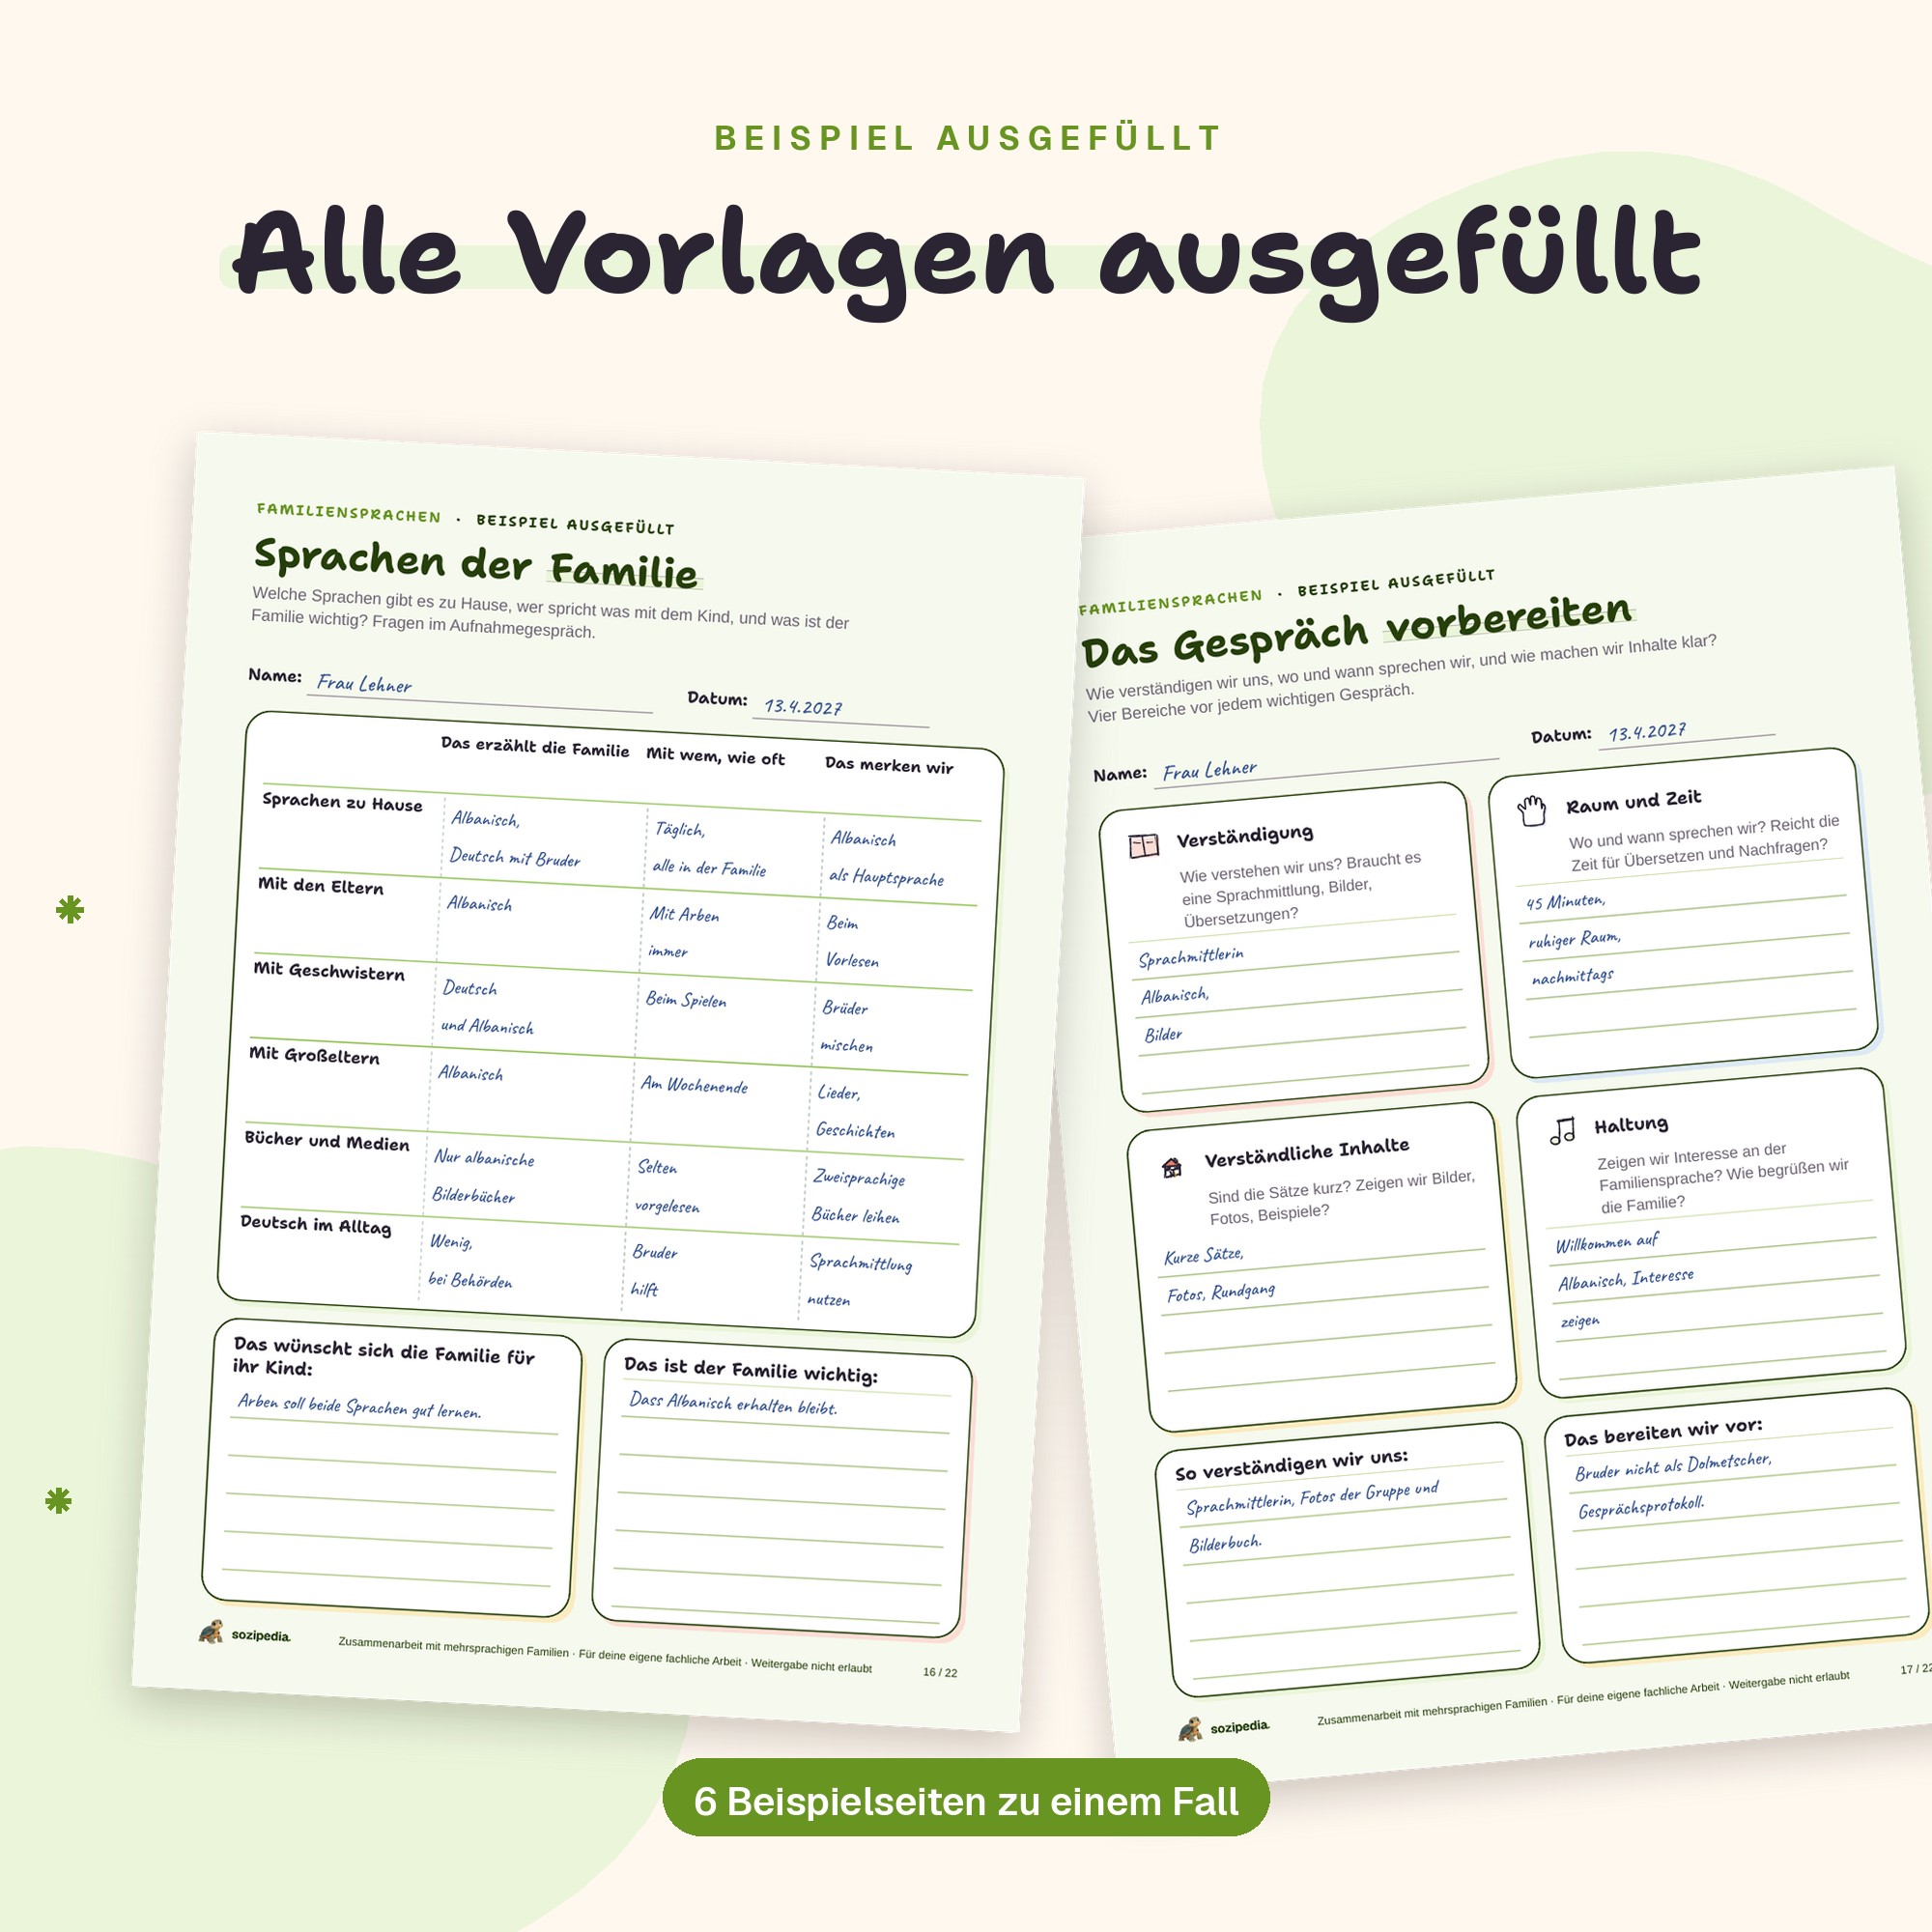 BEISPIEL AUSGEFÜLLT
Alle Vorlagen ausgefüllt
FAMILIENSPRACHEN · BEISPIEL AUSGEFÜLLT
Sprachen der Familie
Welche Sprachen gibt es zu Hause, wer spricht was mit dem Kind, und was ist der
Familie wichtig? Fragen im Aufnahmegespräch.
Name: Frau Lehner Datum: 13.4.2027
Das erzählt die Familie Mit wem, wie oft Das merken wir
Sprachen zu Hause Albanisch, Täglich, Albanisch
Deutsch mit Bruder alle in der Familie als Hauptsprache
Mit den Eltern Albanisch Mit Arben Beim
immer Vorlesen
Mit Geschwistern Deutsch Beim Spielen Brüder
und Albanisch mischen
Mit Großeltern Albanisch Am Wochenende Lieder,
Geschichten
Bücher und Medien Nur albanische Selten Zweisprachige
Bilderbücher vorgelesen Bücher leihen
Deutsch im Alltag Wenig, Bruder Sprachmittlung
bei Behörden hilft nutzen
Das wünscht sich die Familie für
ihr Kind:
Arben soll beide Sprachen gut lernen.
Das ist der Familie wichtig:
Dass Albanisch erhalten bleibt.
sozipedia. Zusammenarbeit mit mehrsprachigen Familien · Für deine eigene fachliche Arbeit · Weitergabe nicht erlaubt 16 / 22
FAMILIENSPRACHEN · BEISPIEL AUSGEFÜLLT
Das Gespräch vorbereiten
Wie verständigen wir uns, wo und wann sprechen wir, und wie machen wir Inhalte klar?
Vier Bereiche vor jedem wichtigen Gespräch.
Name: Frau Lehner Datum: 13.4.2027
Verständigung
Wie verstehen wir uns? Braucht es
eine Sprachmittlung, Bilder,
Übersetzungen?
Sprachmittlerin
Albanisch,
Bilder
Raum und Zeit
Wo und wann sprechen wir? Reicht die
Zeit für Übersetzen und Nachfragen?
45 Minuten,
ruhiger Raum,
nachmittags
Verständliche Inhalte
Sind die Sätze kurz? Zeigen wir Bilder,
Fotos, Beispiele?
Kurze Sätze,
Fotos, Rundgang
Haltung
Zeigen wir Interesse an der
Familiensprache? Wie begrüßen wir
die Familie?
Willkommen auf
Albanisch, Interesse
zeigen
So verständigen wir uns:
Sprachmittlerin, Fotos der Gruppe und
Bilderbuch.
Das bereiten wir vor:
Bruder nicht als Dolmetscher,
Gesprächsprotokoll.
sozipedia. Zusammenarbeit mit mehrsprachigen Familien · Für deine eigene fachliche Arbeit · Weitergabe nicht erlaubt 17 / 22
6 Beispielseiten zu einem Fall